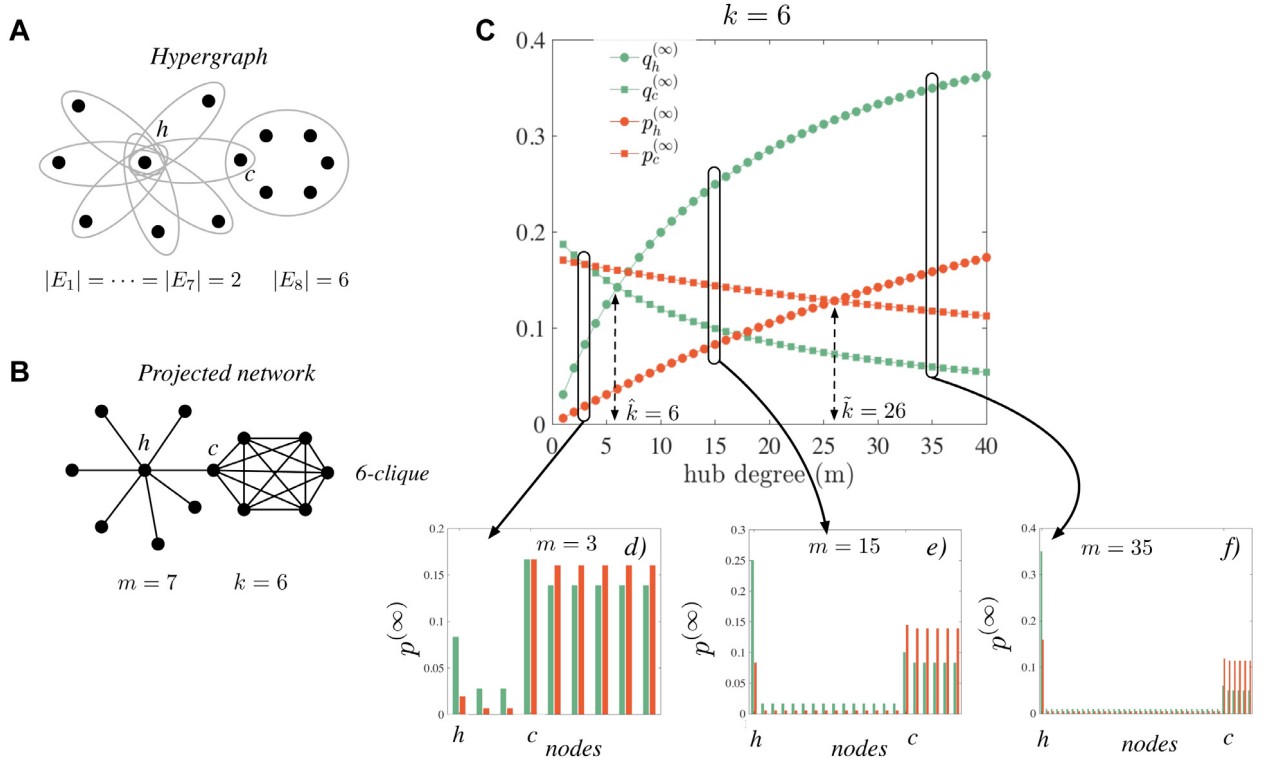 A
Hypergraph
h
c
|E₁| = ⋯ = |E₇| = 2 |E₈| = 6
B
Projected network
h
c
6-clique
m = 7 k = 6
C
k = 6
q_h^(∞)
q_c^(∞)
p_h^(∞)
p_c^(∞)
0.4
0.3
0.2
0.1
0
k̂ = 6
k̃ = 26
0 5 10 15 20 25 30 35 40
hub degree (m)
d)
m = 3
0.2
0.15
0.1
0.05
0
p^(∞)
h c
nodes
e)
m = 15
0.3
0.25
0.2
0.15
0.1
0.05
0
p^(∞)
h c
nodes
f)
m = 35
0.4
0.3
0.2
0.1
0
p^(∞)
h c
nodes